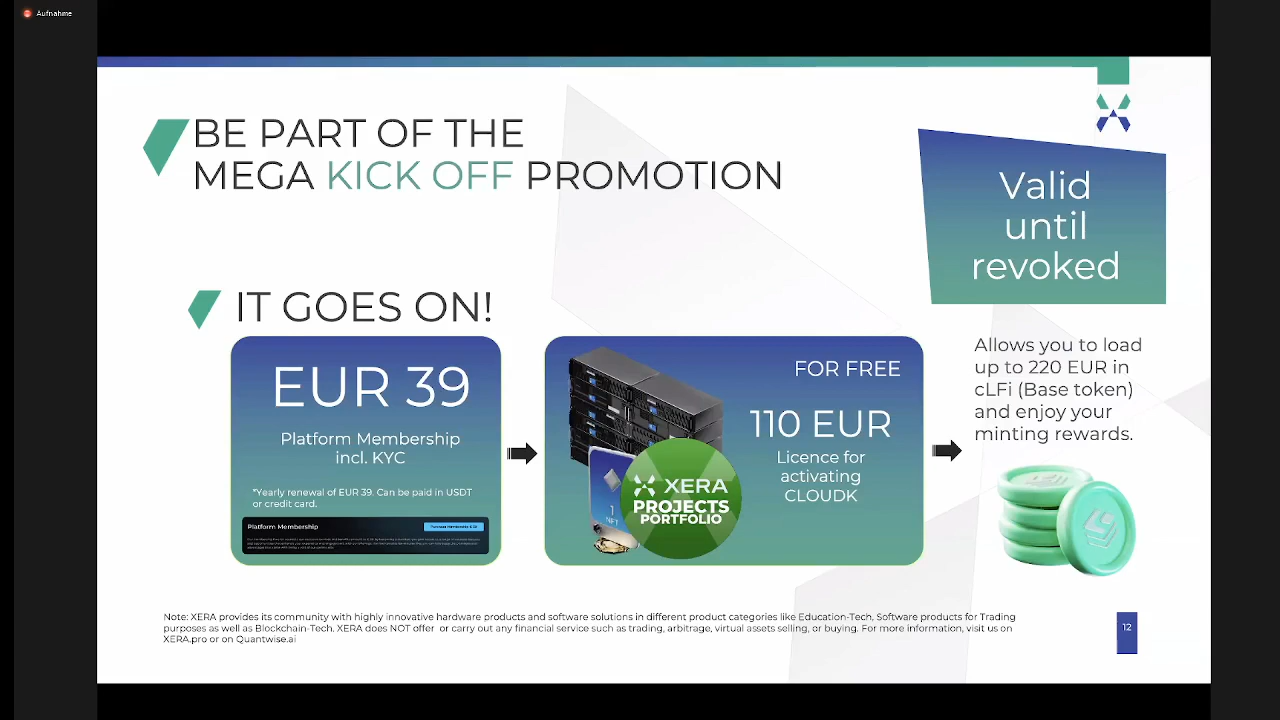 Aufnahme
BE PART OF THE
MEGA KICK OFF PROMOTION
Valid
until
revoked
IT GOES ON!
EUR 39
Platform Membership
incl. KYC
*Yearly renewal of EUR 39. Can be paid in USDT
or credit card.
Platform Membership
FOR FREE
110 EUR
Licence for
activating
CLOUDK
1
NFT
XERA
PROJECTS
PORTFOLIO
Allows you to load
up to 220 EUR in
cLFi (Base token)
and enjoy your
minting rewards.
Note: XERA provides its community with highly innovative hardware products and software solutions in different product categories like Education-Tech, Software products for Trading
purposes as well as Blockchain-Tech. XERA does NOT offer or carry out any financial service such as trading, arbitrage, virtual assets selling, or buying. For more information, visit us on
XERA.pro or on Quantwise.ai
12